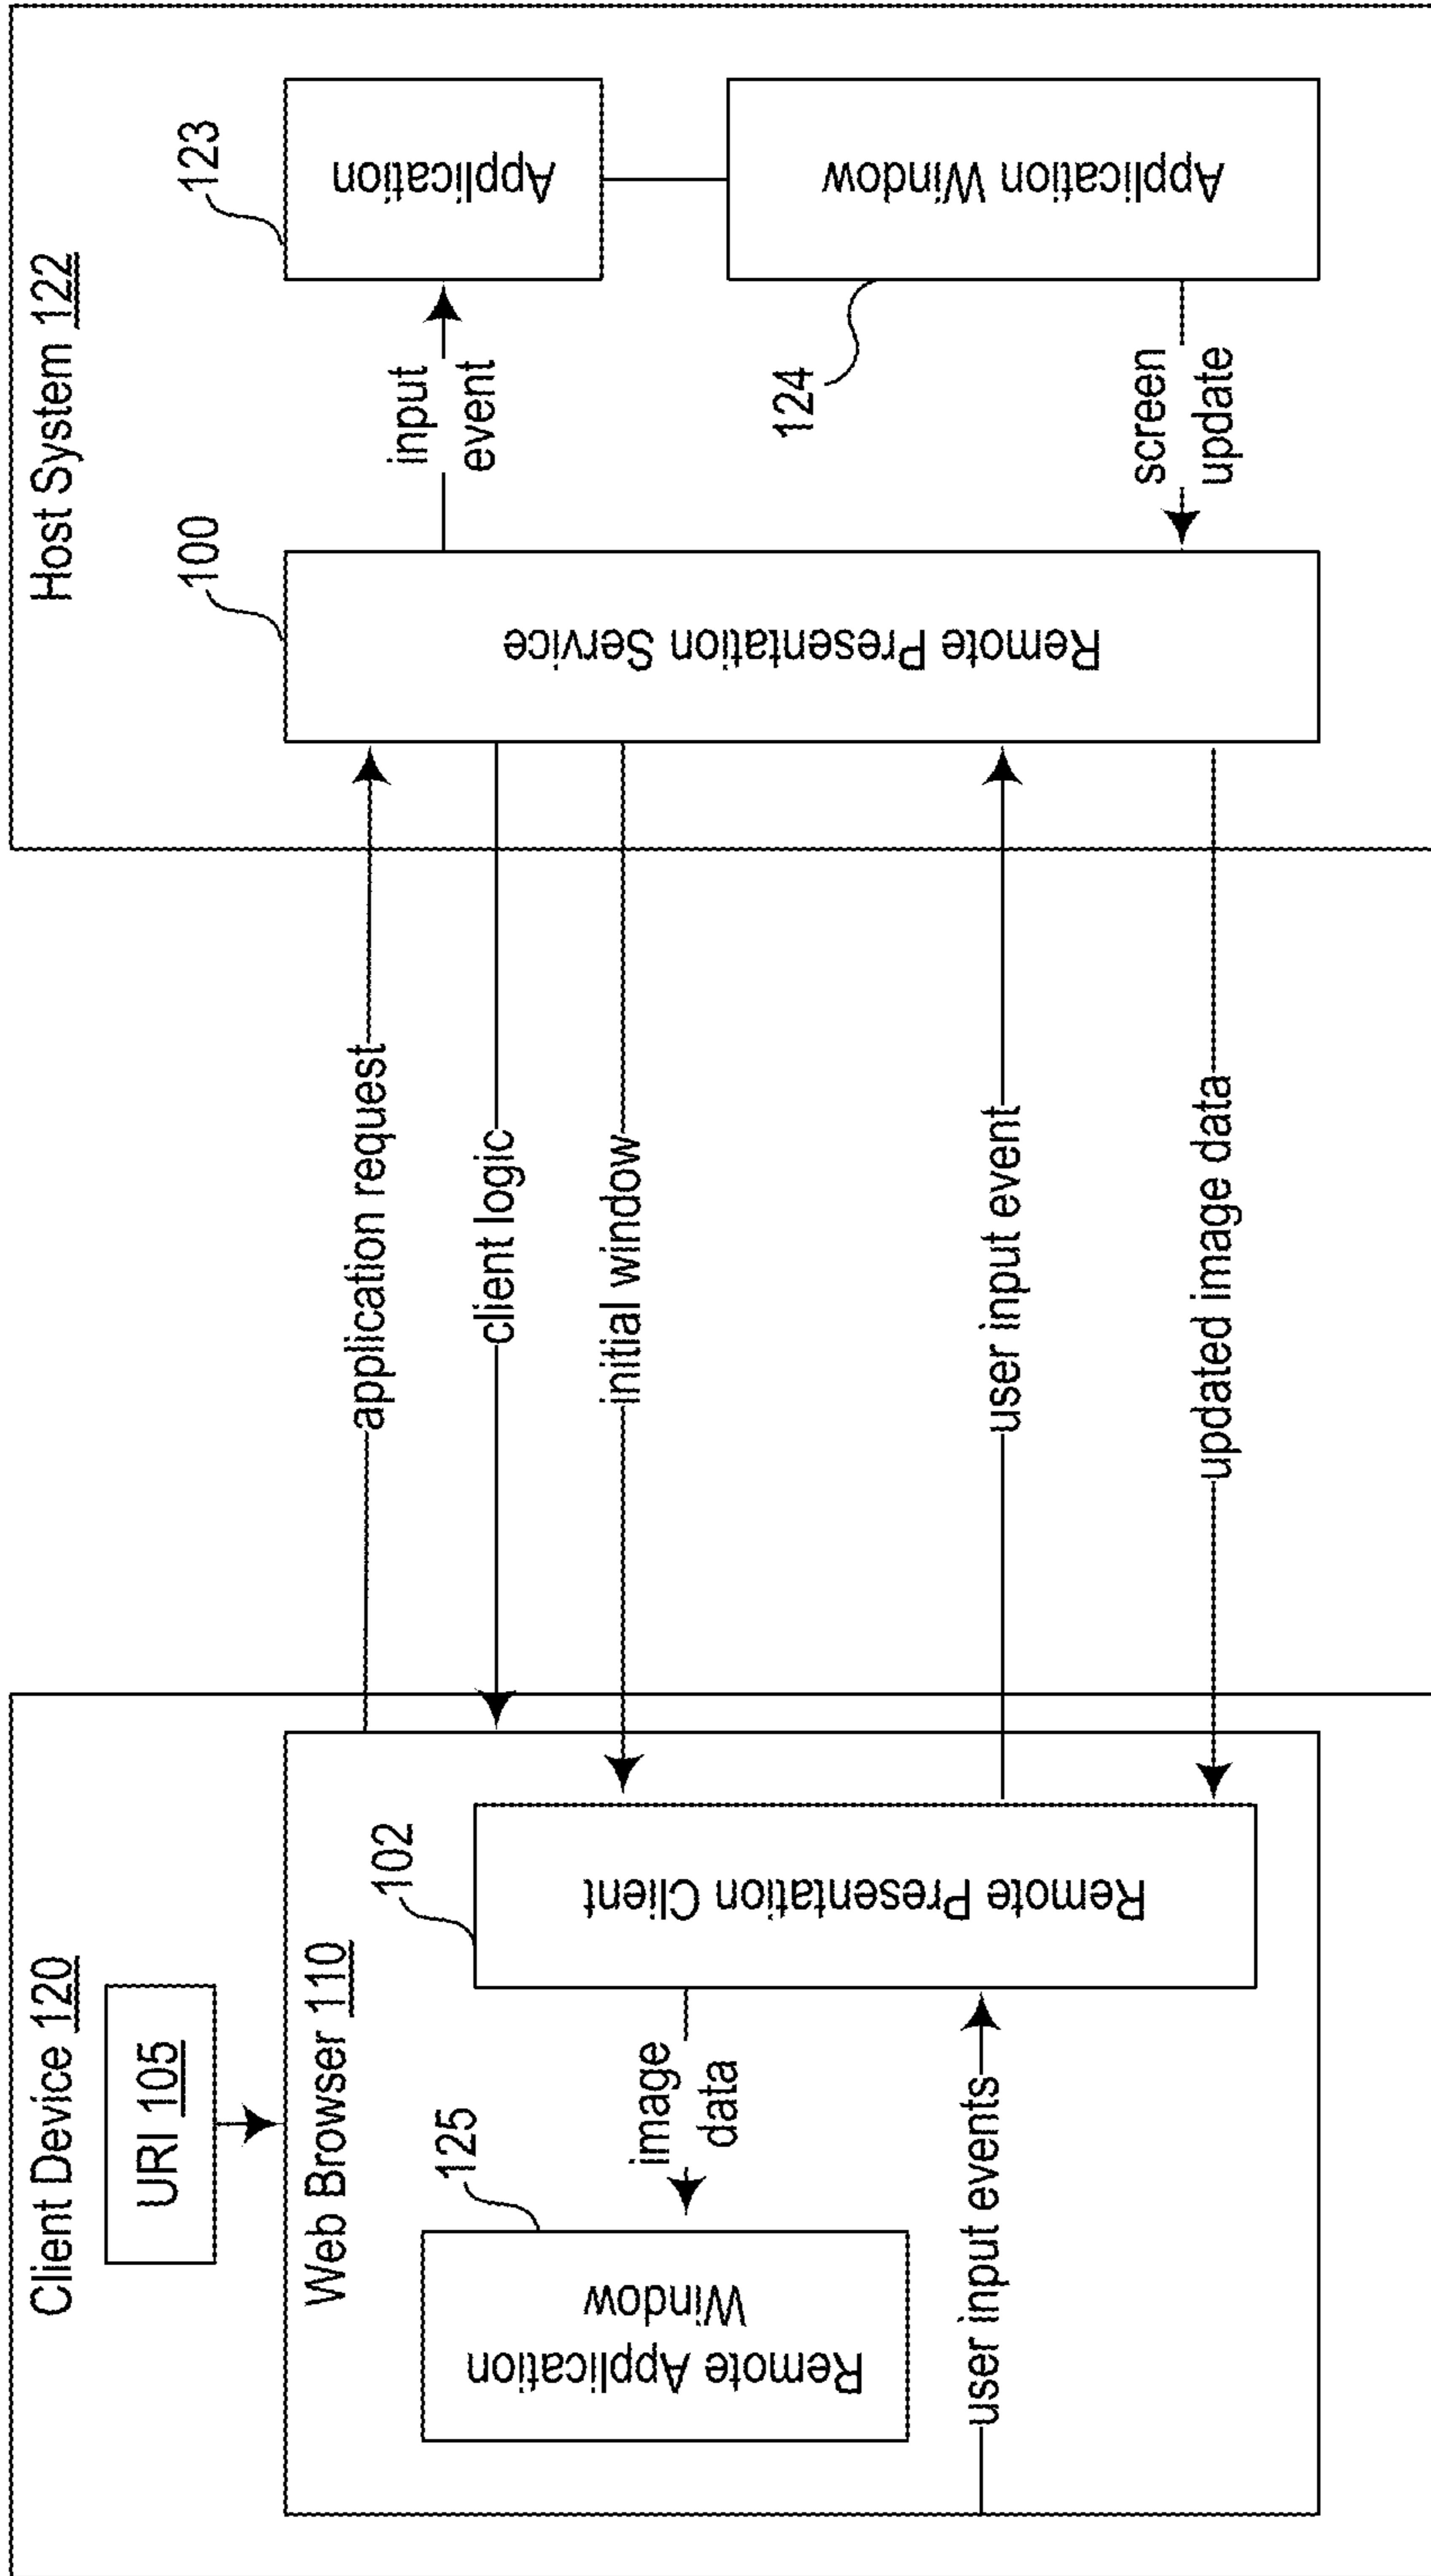 Client Device 120
URI 105
Web Browser 110
125
Remote Application
Window
image
data
user input events
102
Remote Presentation Client
application request
client logic
initial window
user input event
updated image data
Host System 122
100
Remote Presentation Service
input
event
screen
update
123
Application
124
Application Window